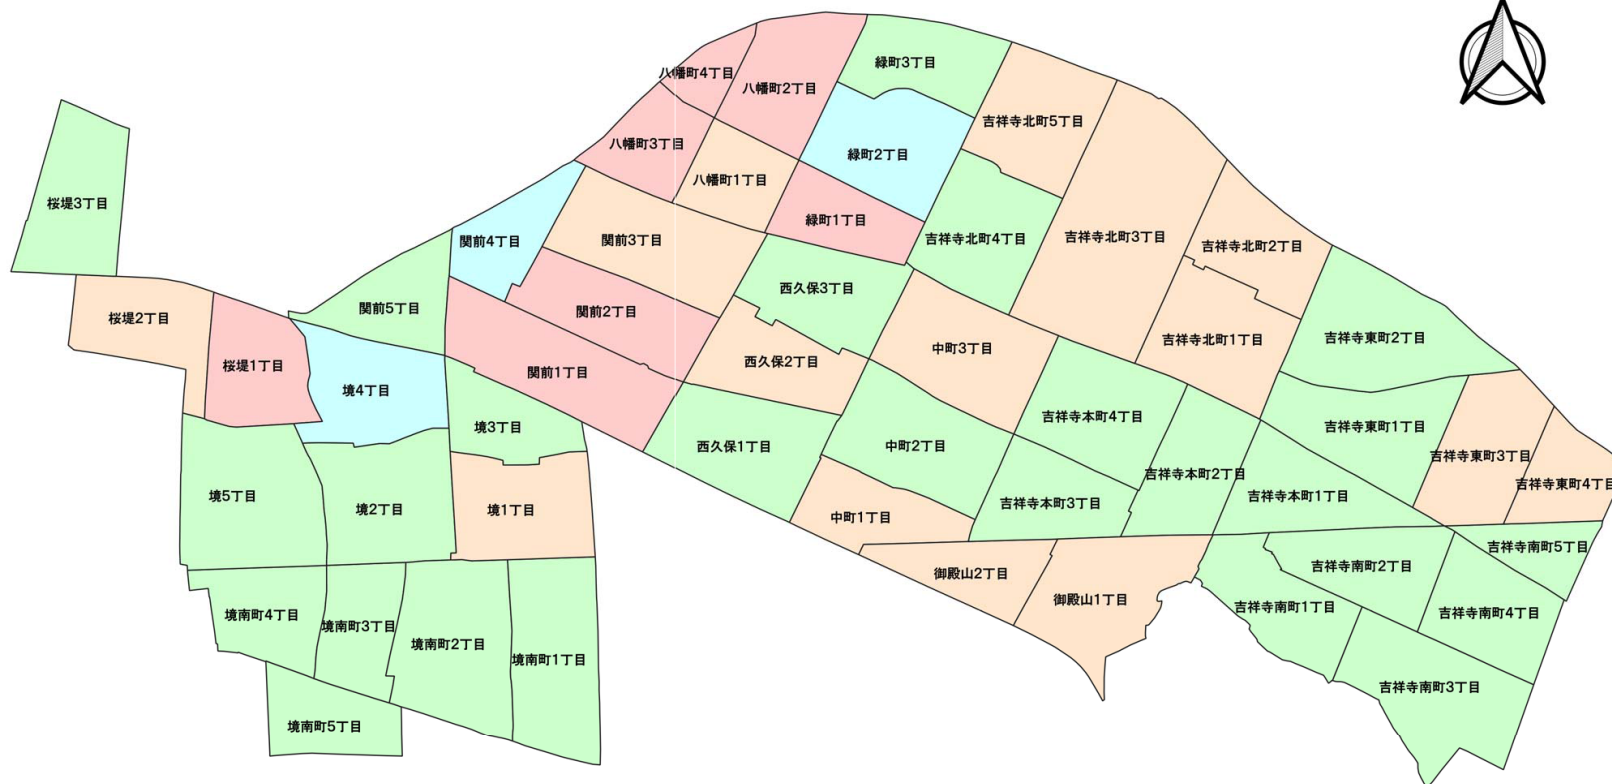 八幡町4丁目
八幡町2丁目
緑町3丁目
八幡町3丁目
八幡町1丁目
緑町2丁目
緑町1丁目
吉祥寺北町5丁目
吉祥寺北町4丁目
吉祥寺北町3丁目
吉祥寺北町2丁目
吉祥寺北町1丁目
桜堤3丁目
桜堤2丁目
桜堤1丁目
関前5丁目
関前4丁目
関前3丁目
関前2丁目
関前1丁目
西久保3丁目
西久保2丁目
西久保1丁目
中町3丁目
中町2丁目
中町1丁目
吉祥寺東町2丁目
吉祥寺東町1丁目
吉祥寺東町3丁目
吉祥寺東町4丁目
吉祥寺本町4丁目
吉祥寺本町3丁目
吉祥寺本町2丁目
吉祥寺本町1丁目
境4丁目
境3丁目
境5丁目
境2丁目
境1丁目
御殿山2丁目
御殿山1丁目
吉祥寺南町5丁目
吉祥寺南町2丁目
吉祥寺南町1丁目
吉祥寺南町4丁目
吉祥寺南町3丁目
境南町4丁目
境南町3丁目
境南町2丁目
境南町1丁目
境南町5丁目